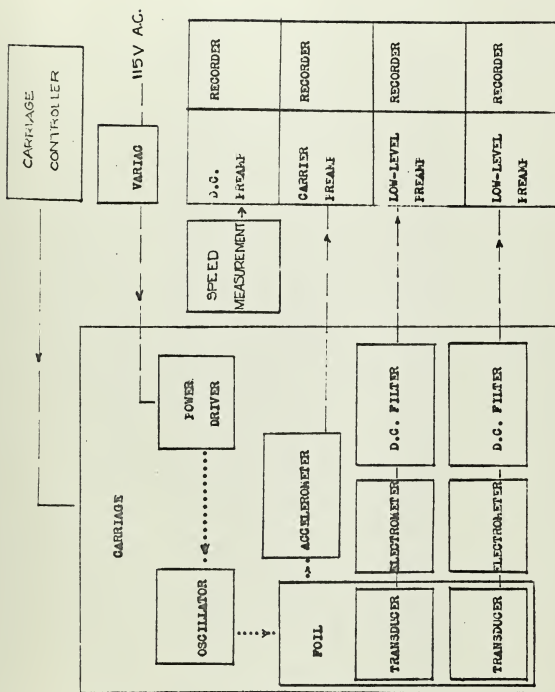 CARRIAGE
CONTROLLER
VARIAC
115V A.C.
SPEED
MEASUREMENT
D.C.
PREAMP
RECORDER
CARRIER
PREAMP
RECORDER
LOW-LEVEL
PREAMP
RECORDER
LOW-LEVEL
PREAMP
RECORDER
CARRIAGE
POWER
DRIVER
OSCILLATOR
ACCELEROMETER
FOIL
TRANSDUCER
ELECTROMETER
D.C. FILTER
TRANSDUCER
ELECTROMETER
D.C. FILTER